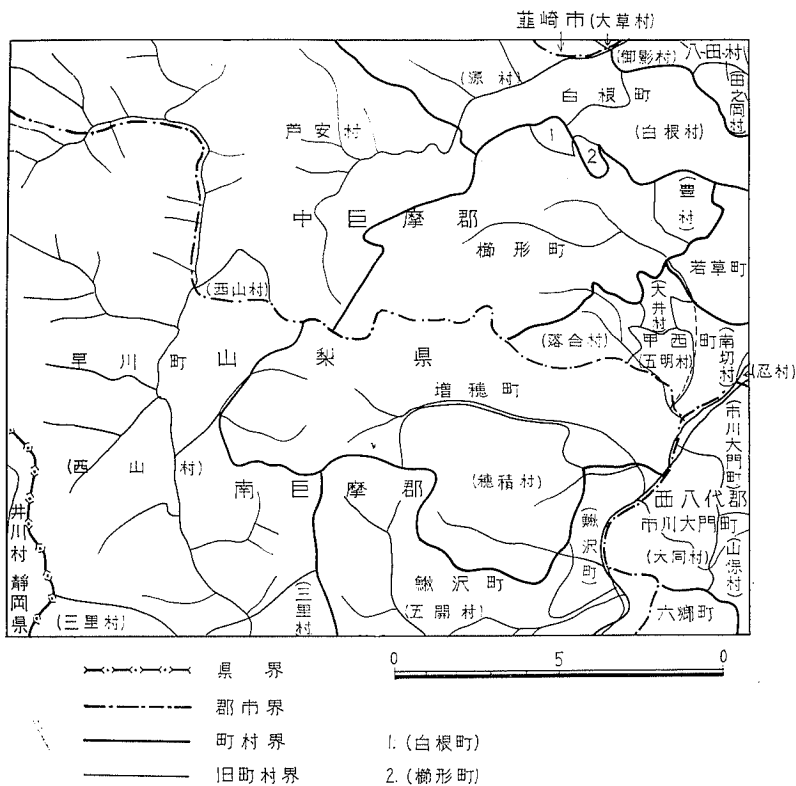 韮崎市(大草村)
(御影村)
八田村
(源村)
田之岡村
白根町
芦安村
(白根村)
1
2
(豊村)
中巨摩郡
櫛形町
若草町
(西山村)
(大井村)
(落合村)
甲西町
(五明村)
(南切村)
早川町
山梨県
(忍村)
増穂町
(市川大門町)
(西山村)
南巨摩郡
(穂積村)
西八代郡
(鰍沢町)
市川大門町
井川村
静岡県
(大同村)
(山保村)
鰍沢町
(三里村)
(三里村)
(五開村)
六郷町
県界
0 5 0
郡市界
町村界
1. (白根町)
旧町村界
2. (櫛形町)